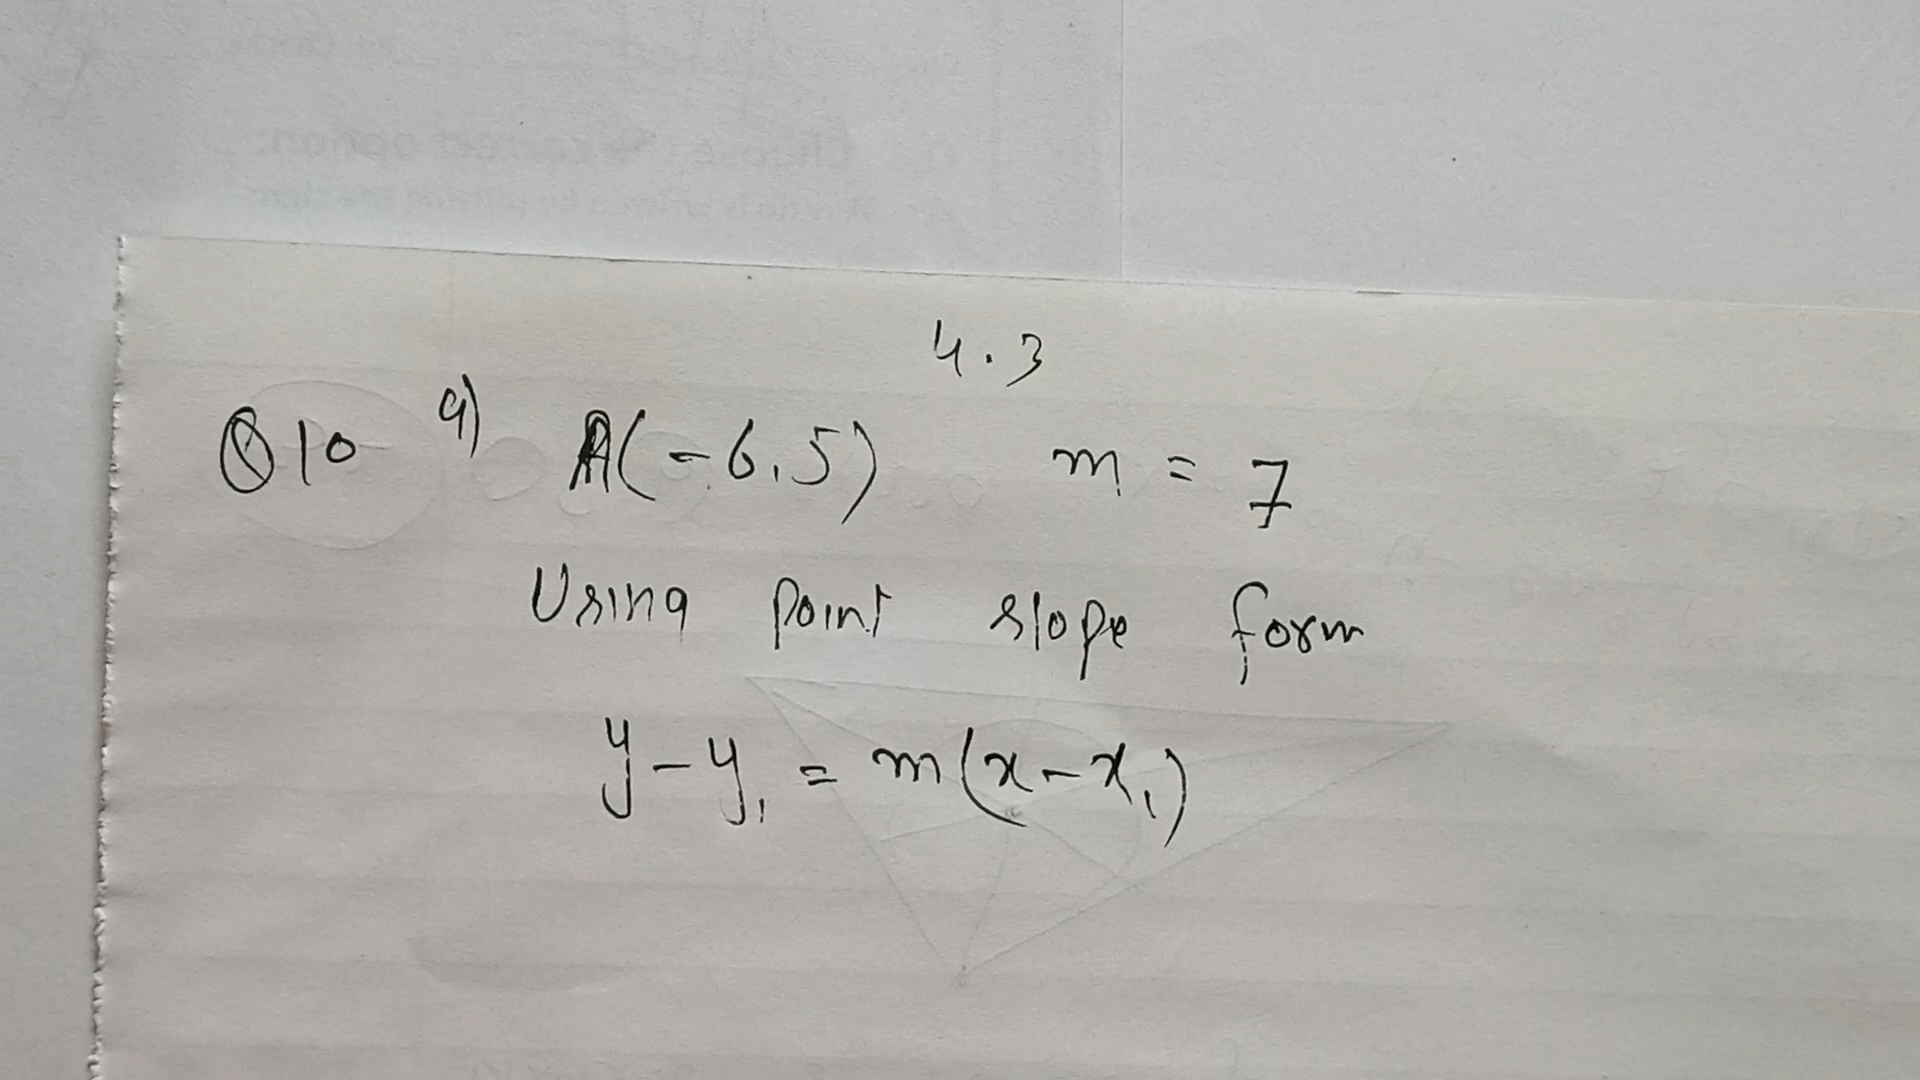 4.3
Q10 a) A(-6,5) m = 7
Using point slope form
y-y₁ = m(x-x₁)